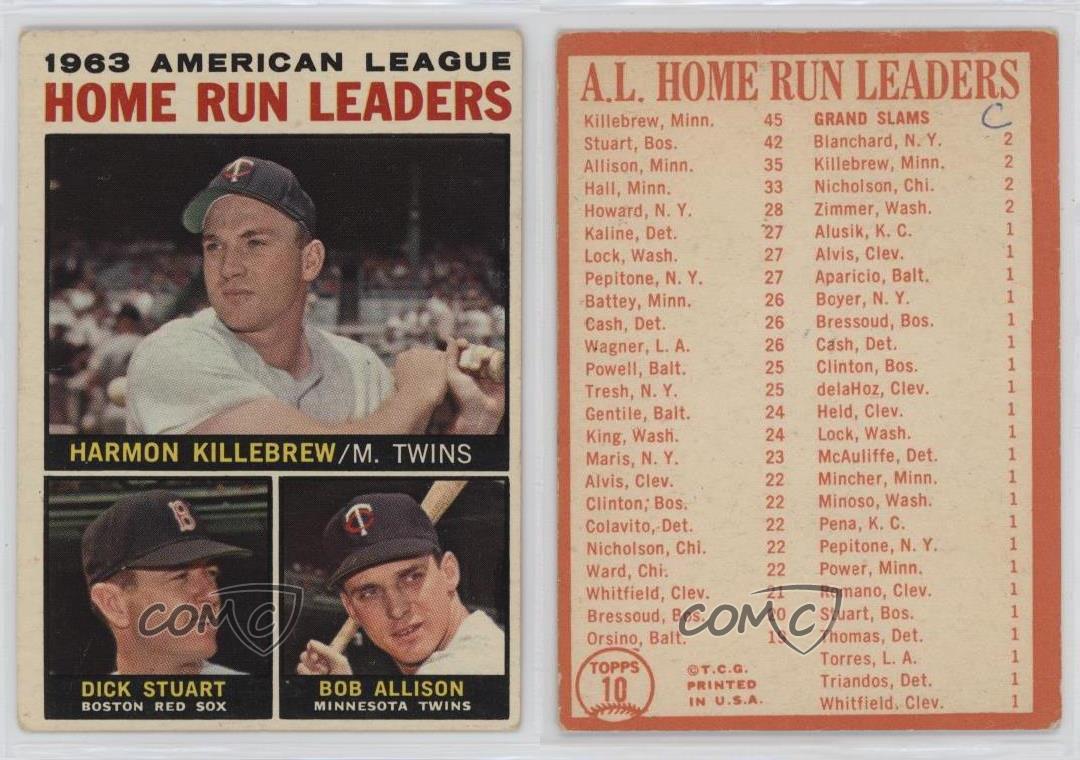 1963 AMERICAN LEAGUE
HOME RUN LEADERS
TC
HARMON KILLEBREW/M. TWINS
B
TC
DICK STUART
BOSTON RED SOX
BOB ALLISON
MINNESOTA TWINS
COMC
A.L. HOME RUN LEADERS
C
Killebrew, Minn. 45
Stuart, Bos. 42
Allison, Minn. 35
Hall, Minn. 33
Howard, N. Y. 28
Kaline, Det. 27
Lock, Wash. 27
Pepitone, N. Y. 27
Battey, Minn. 26
Cash, Det. 26
Wagner, L. A. 26
Powell, Balt. 25
Tresh, N. Y. 25
Gentile, Balt. 24
King, Wash. 24
Maris, N. Y. 23
Alvis, Clev. 22
Clinton, Bos. 22
Colavito, Det. 22
Nicholson, Chi. 22
Ward, Chi. 22
Whitfield, Clev. 21
Bressoud, Bos. 20
Orsino, Balt. 19
GRAND SLAMS
Blanchard, N. Y. 2
Killebrew, Minn. 2
Nicholson, Chi. 2
Zimmer, Wash. 2
Alusik, K. C. 1
Alvis, Clev. 1
Aparicio, Balt. 1
Boyer, N. Y. 1
Bressoud, Bos. 1
Cash, Det. 1
Clinton, Bos. 1
delaHoz, Clev. 1
Held, Clev. 1
Lock, Wash. 1
McAuliffe, Det. 1
Mincher, Minn. 1
Minoso, Wash. 1
Pena, K. C. 1
Pepitone, N. Y. 1
Power, Minn. 1
Romano, Clev. 1
Stuart, Bos. 1
Thomas, Det. 1
Torres, L. A. 1
Triandos, Det. 1
Whitfield, Clev. 1
COMC
TOPPS
10
©T.C.G.
PRINTED
IN U.S.A.